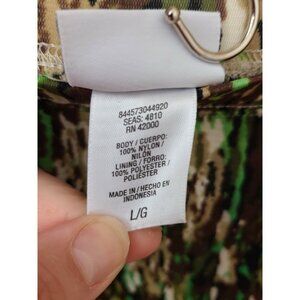 844573044920
SEAS: 4810
RN 42000
BODY / CUERPO:
100% NYLON /
NILON
LINING / FORRO:
100% POLYESTER /
POLIÉSTER
MADE IN / HECHO EN
INDONESIA
L/G